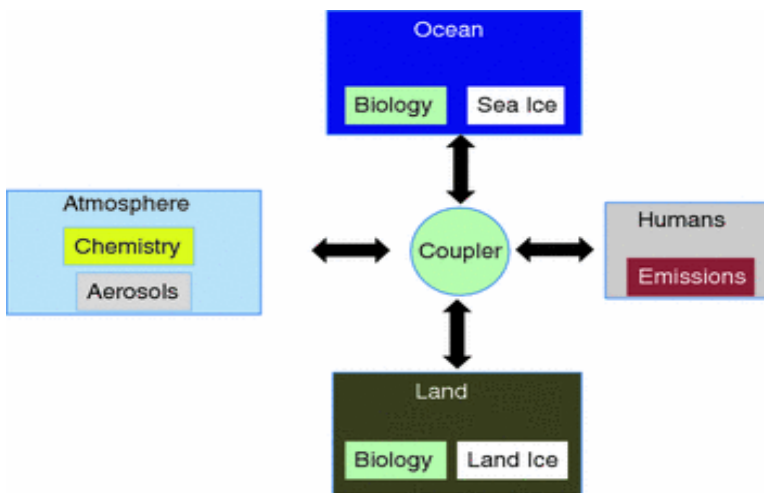 Ocean
Biology
Sea Ice
Atmosphere
Chemistry
Aerosols
Coupler
Humans
Emissions
Land
Biology
Land Ice